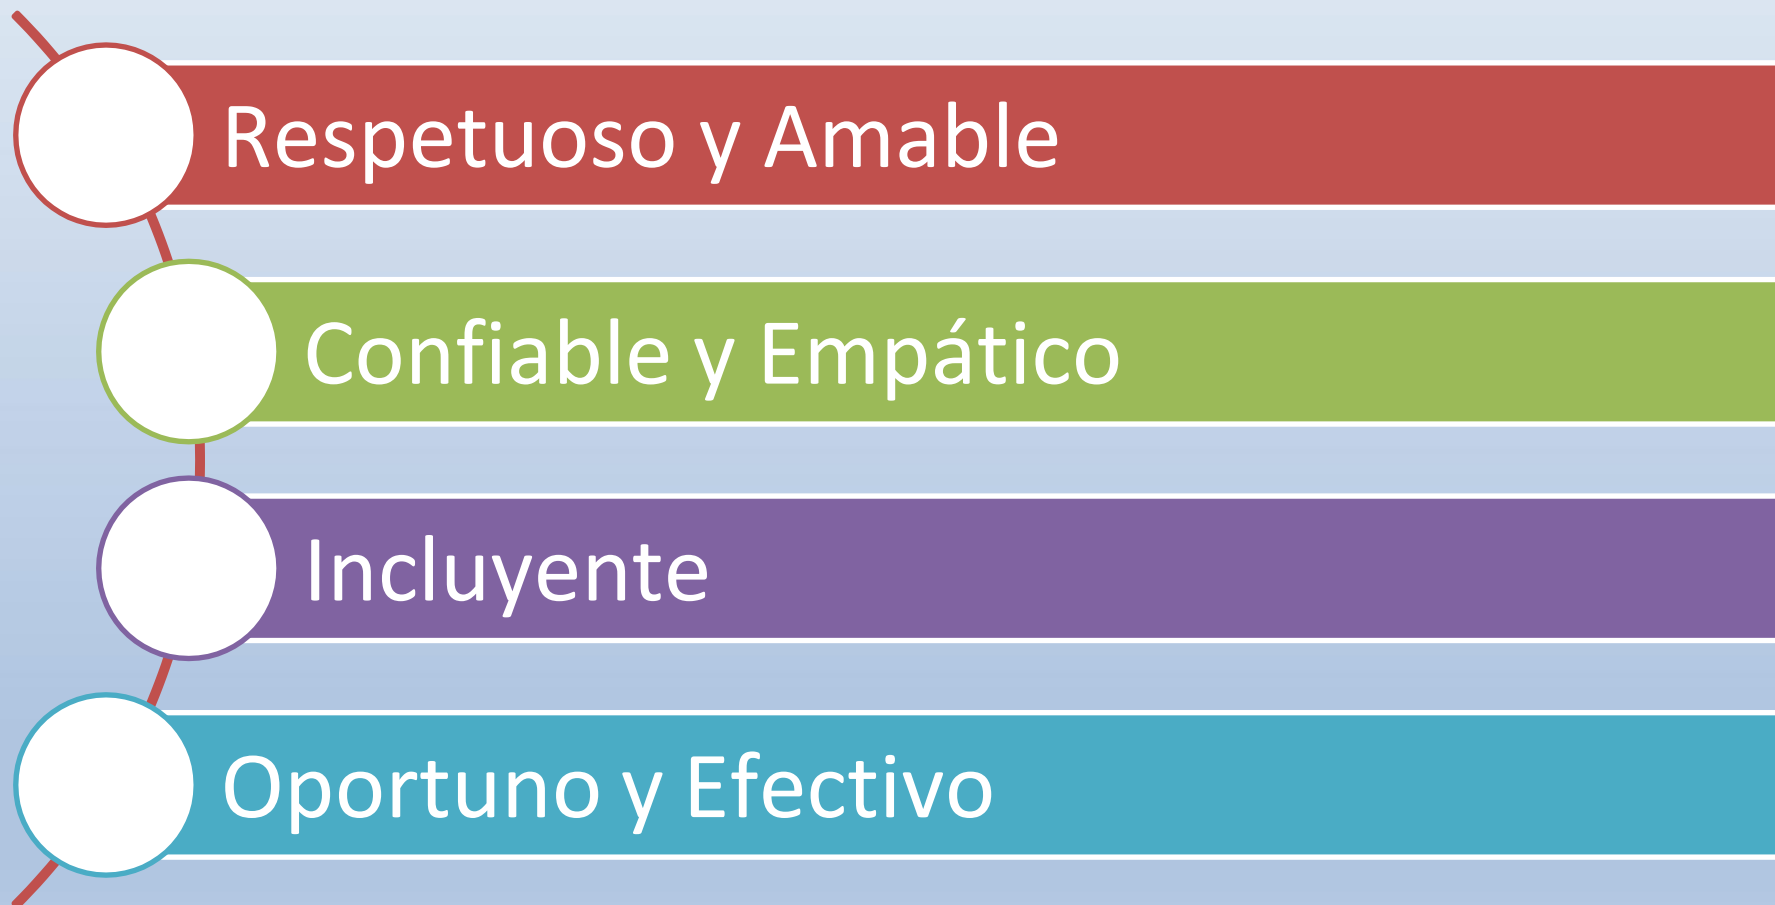 Respetuoso y Amable
Confiable y Empático
Incluyente
Oportuno y Efectivo